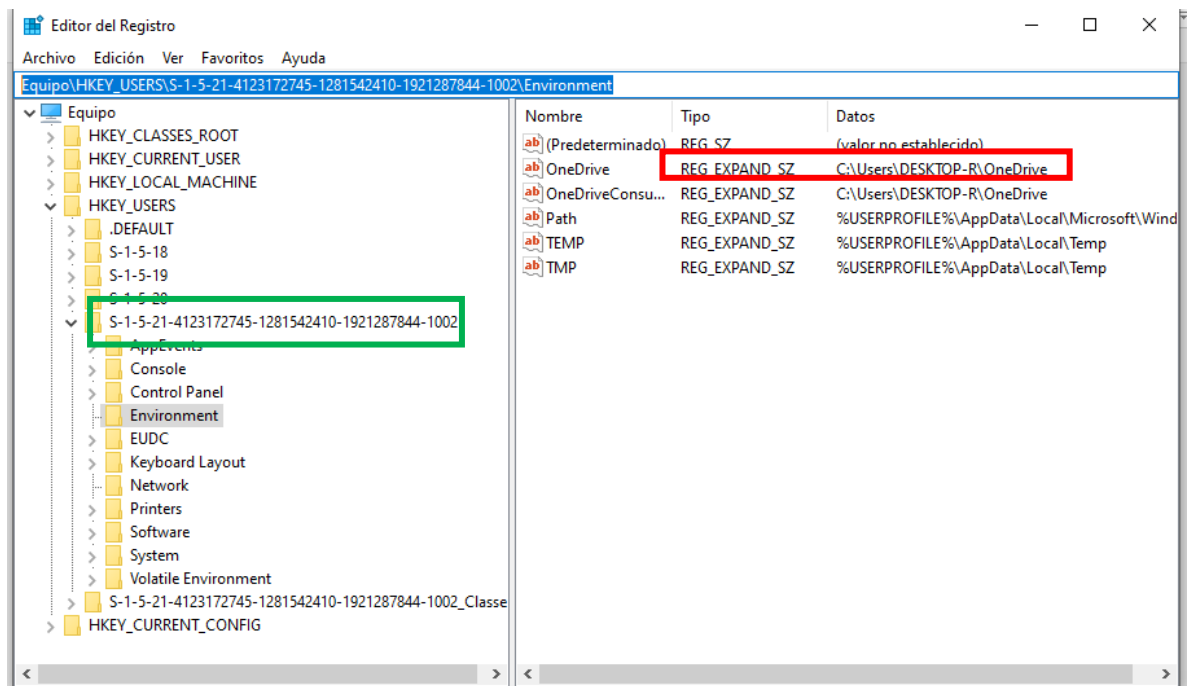 Editor del Registro
Archivo Edición Ver Favoritos Ayuda
Equipo\HKEY_USERS\S-1-5-21-4123172745-1281542410-1921287844-1002\Environment
Equipo
HKEY_CLASSES_ROOT
HKEY_CURRENT_USER
HKEY_LOCAL_MACHINE
HKEY_USERS
.DEFAULT
S-1-5-18
S-1-5-19
S-1-5-20
S-1-5-21-4123172745-1281542410-1921287844-1002
AppEvents
Console
Control Panel
Environment
EUDC
Keyboard Layout
Network
Printers
Software
System
Volatile Environment
S-1-5-21-4123172745-1281542410-1921287844-1002_Classe
HKEY_CURRENT_CONFIG
Nombre Tipo Datos
(Predeterminado) REG_SZ (valor no establecido)
OneDrive REG_EXPAND_SZ C:\Users\DESKTOP-R\OneDrive
OneDriveConsu... REG_EXPAND_SZ C:\Users\DESKTOP-R\OneDrive
Path REG_EXPAND_SZ %USERPROFILE%\AppData\Local\Microsoft\Wind
TEMP REG_EXPAND_SZ %USERPROFILE%\AppData\Local\Temp
TMP REG_EXPAND_SZ %USERPROFILE%\AppData\Local\Temp